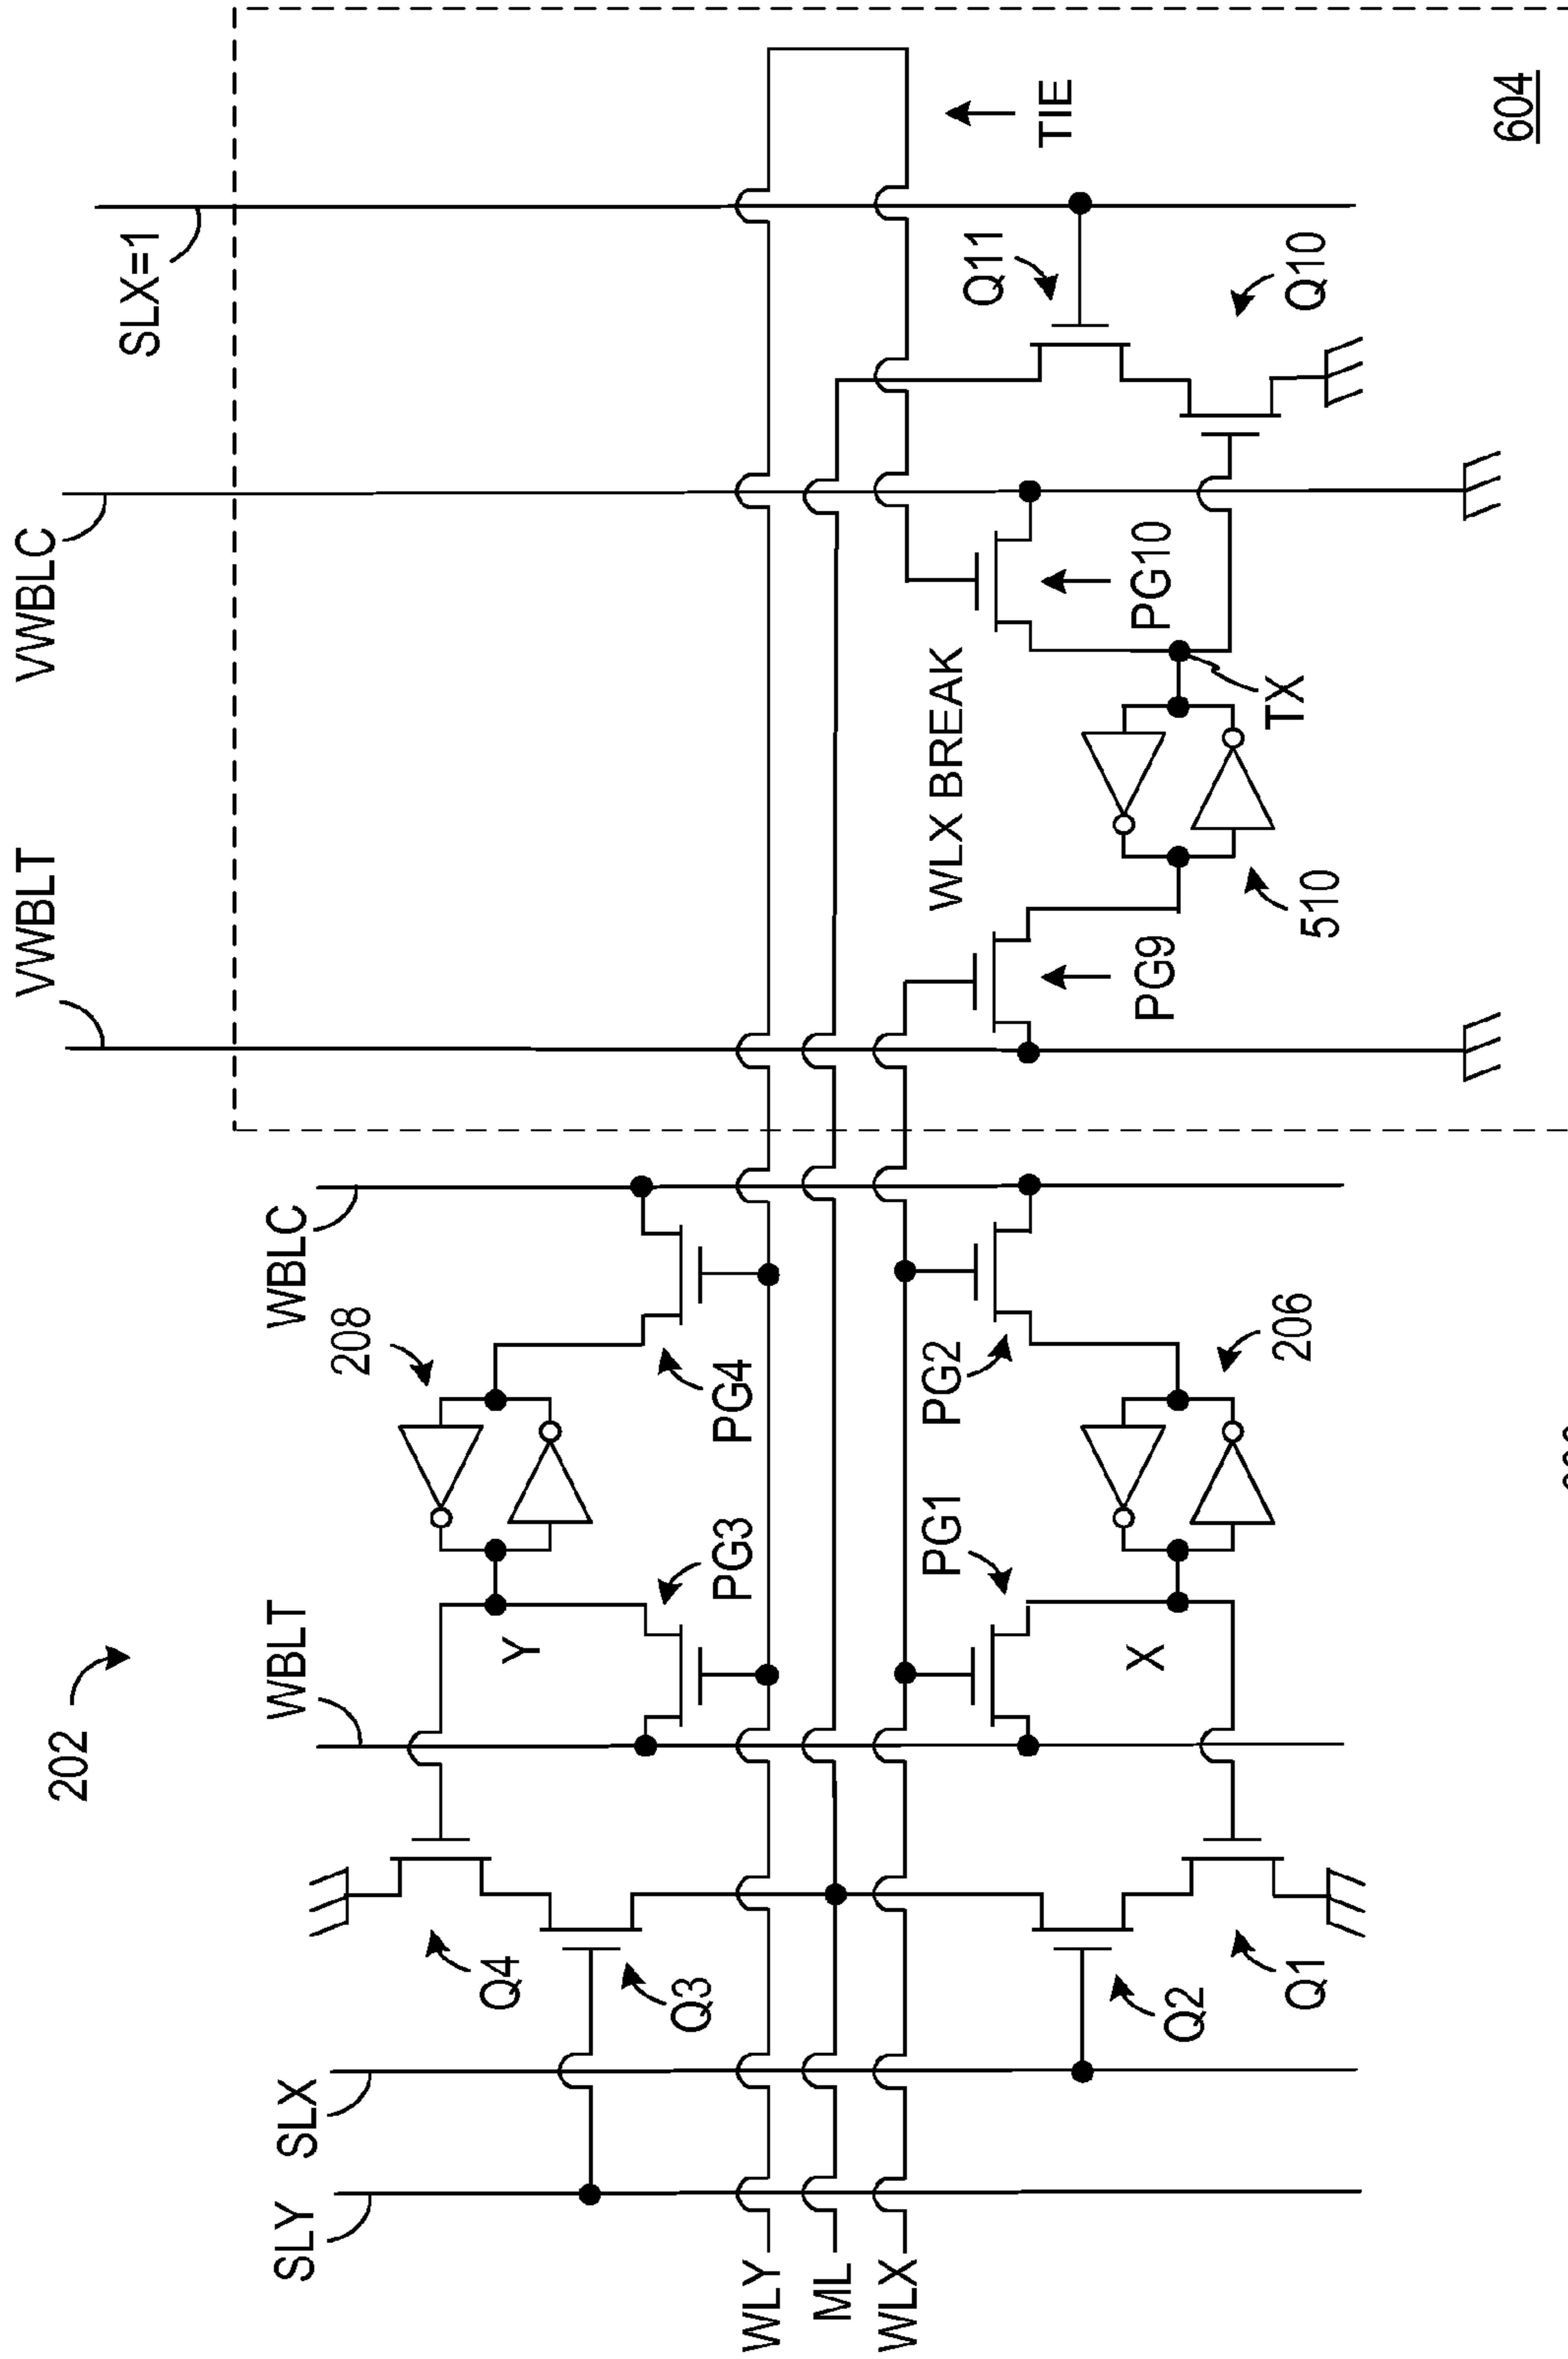 202
VWBLT
VWBLC
SLX=1
WBLT
WBLC
SLY
SLX
208
Q4
Q3
Y
PG3
PG4
WLY
ML
WLX
TIE
WLX BREAK
PG1
PG2
PG9
PG10
Q11
X
Q2
Q1
206
510
TX
Q10
604